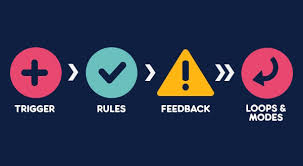 TRIGGER
RULES
FEEDBACK
LOOPS &
MODES